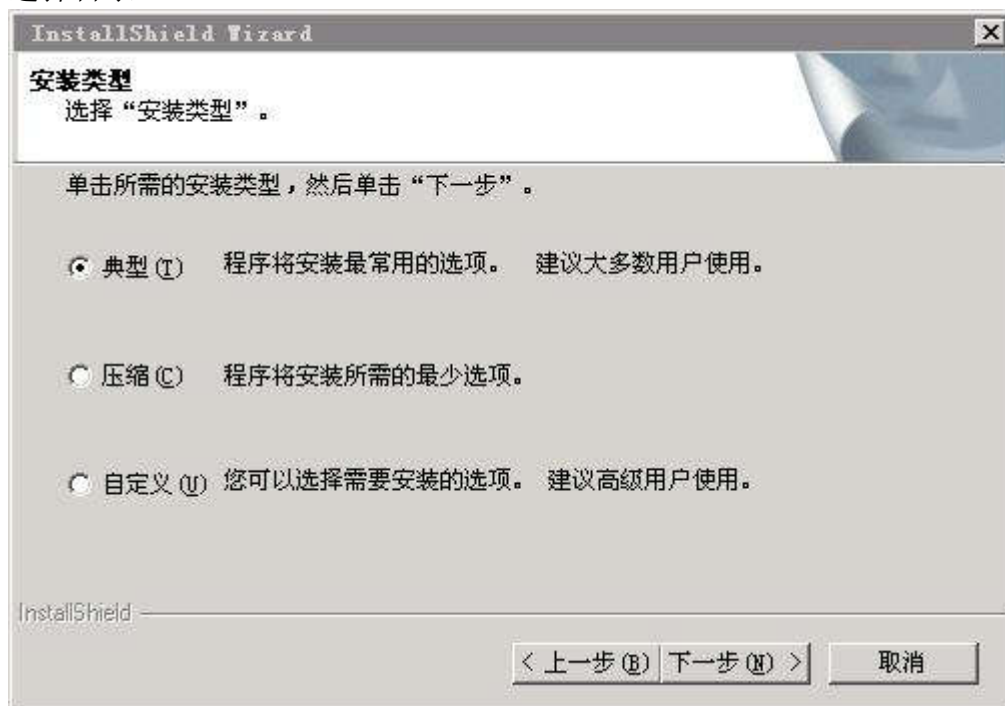 InstallShield Wizard
安装类型
选择“安装类型”。
单击所需的安装类型，然后单击“下一步”。
典型(T) 程序将安装最常用的选项。 建议大多数用户使用。
压缩(C) 程序将安装所需的最少选项。
自定义(U) 您可以选择需要安装的选项。 建议高级用户使用。
InstallShield
< 上一步(B) 下一步(N) > 取消